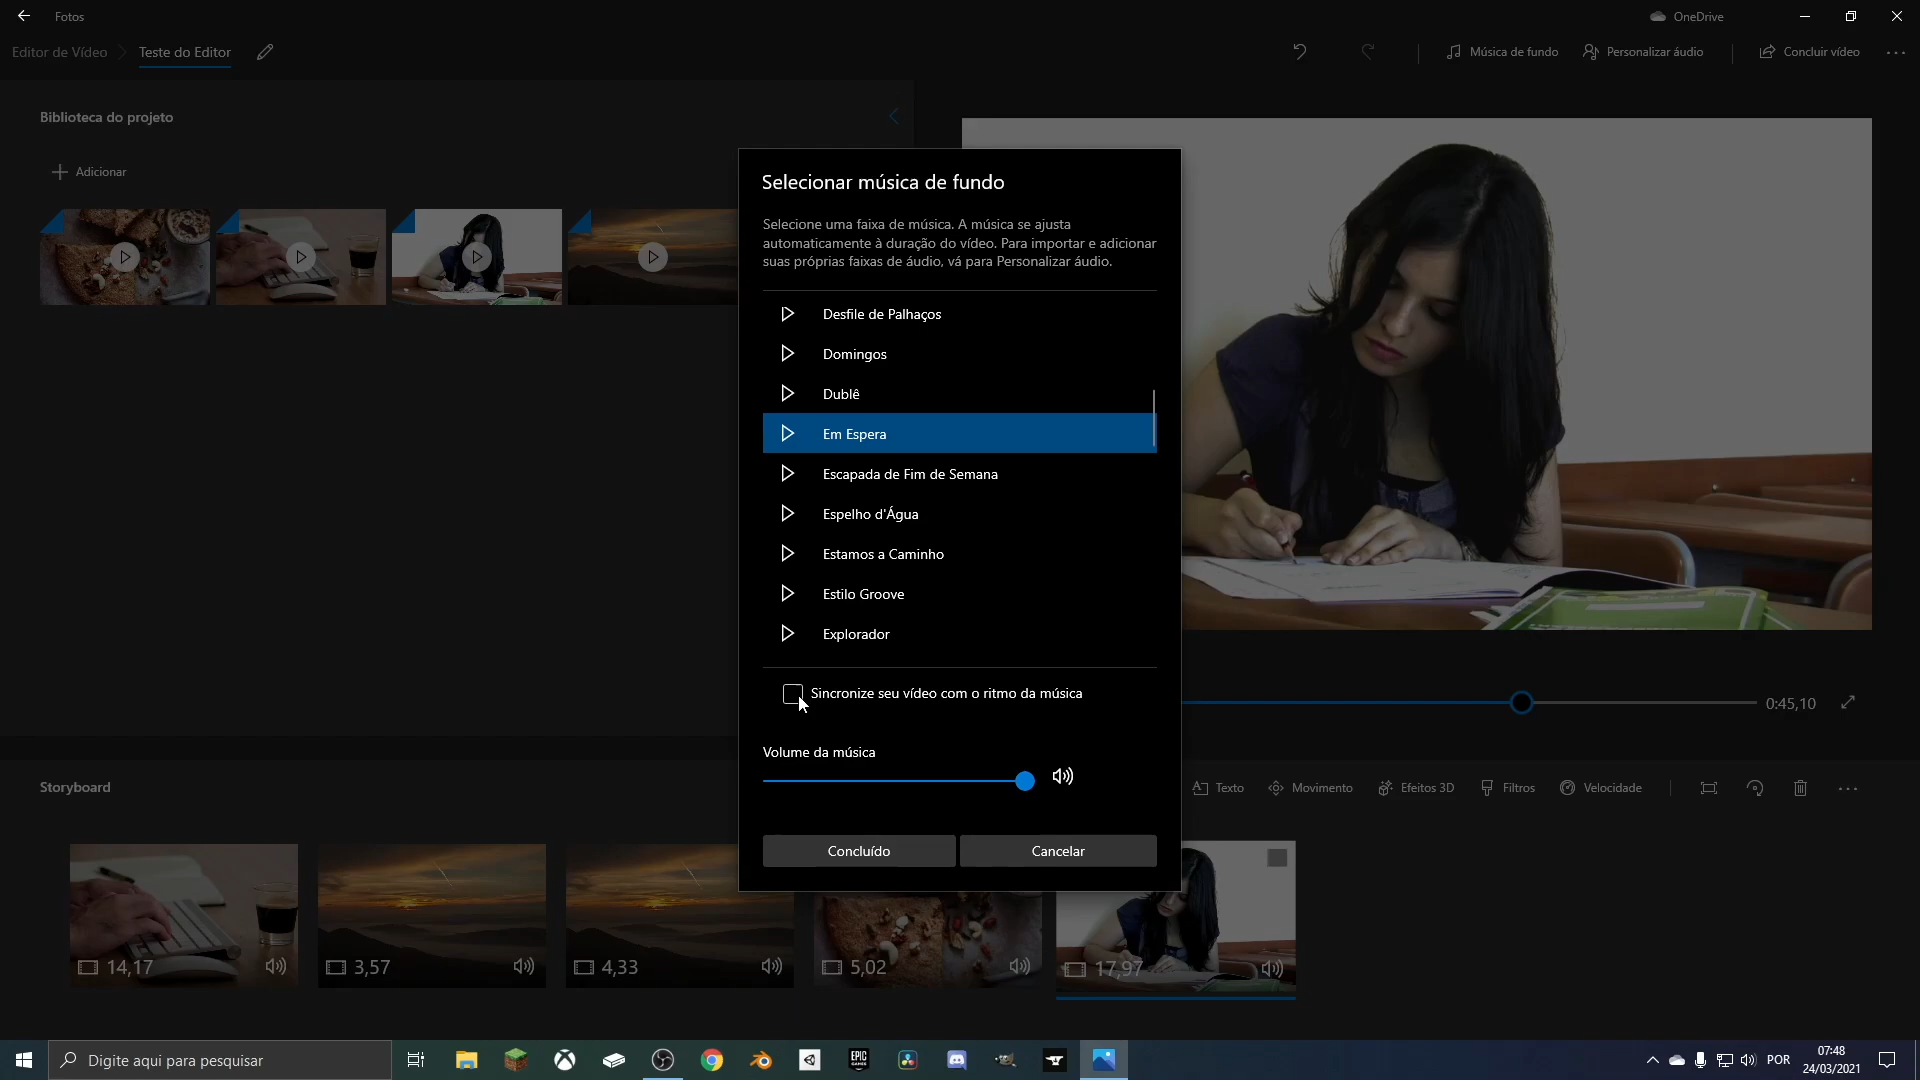 Fotos
OneDrive
Editor de Vídeo
Teste do Editor
Música de fundo
Personalizar áudio
Concluir vídeo
Biblioteca do projeto
Adicionar
Selecionar música de fundo
Selecione uma faixa de música. A música se ajusta
automaticamente à duração do vídeo. Para importar e adicionar
suas próprias faixas de áudio, vá para Personalizar áudio.
Desfile de Palhaços
Domingos
Dublê
Em Espera
Escapada de Fim de Semana
Espelho d'Água
Estamos a Caminho
Estilo Groove
Explorador
Sincronize seu vídeo com o ritmo da música
0:45,10
Volume da música
Concluído
Cancelar
Storyboard
Texto
Movimento
Efeitos 3D
Filtros
Velocidade
14,17
3,57
4,33
5,02
17,97
Digite aqui para pesquisar
EPIC
GAMES
POR
07:48
24/03/2021